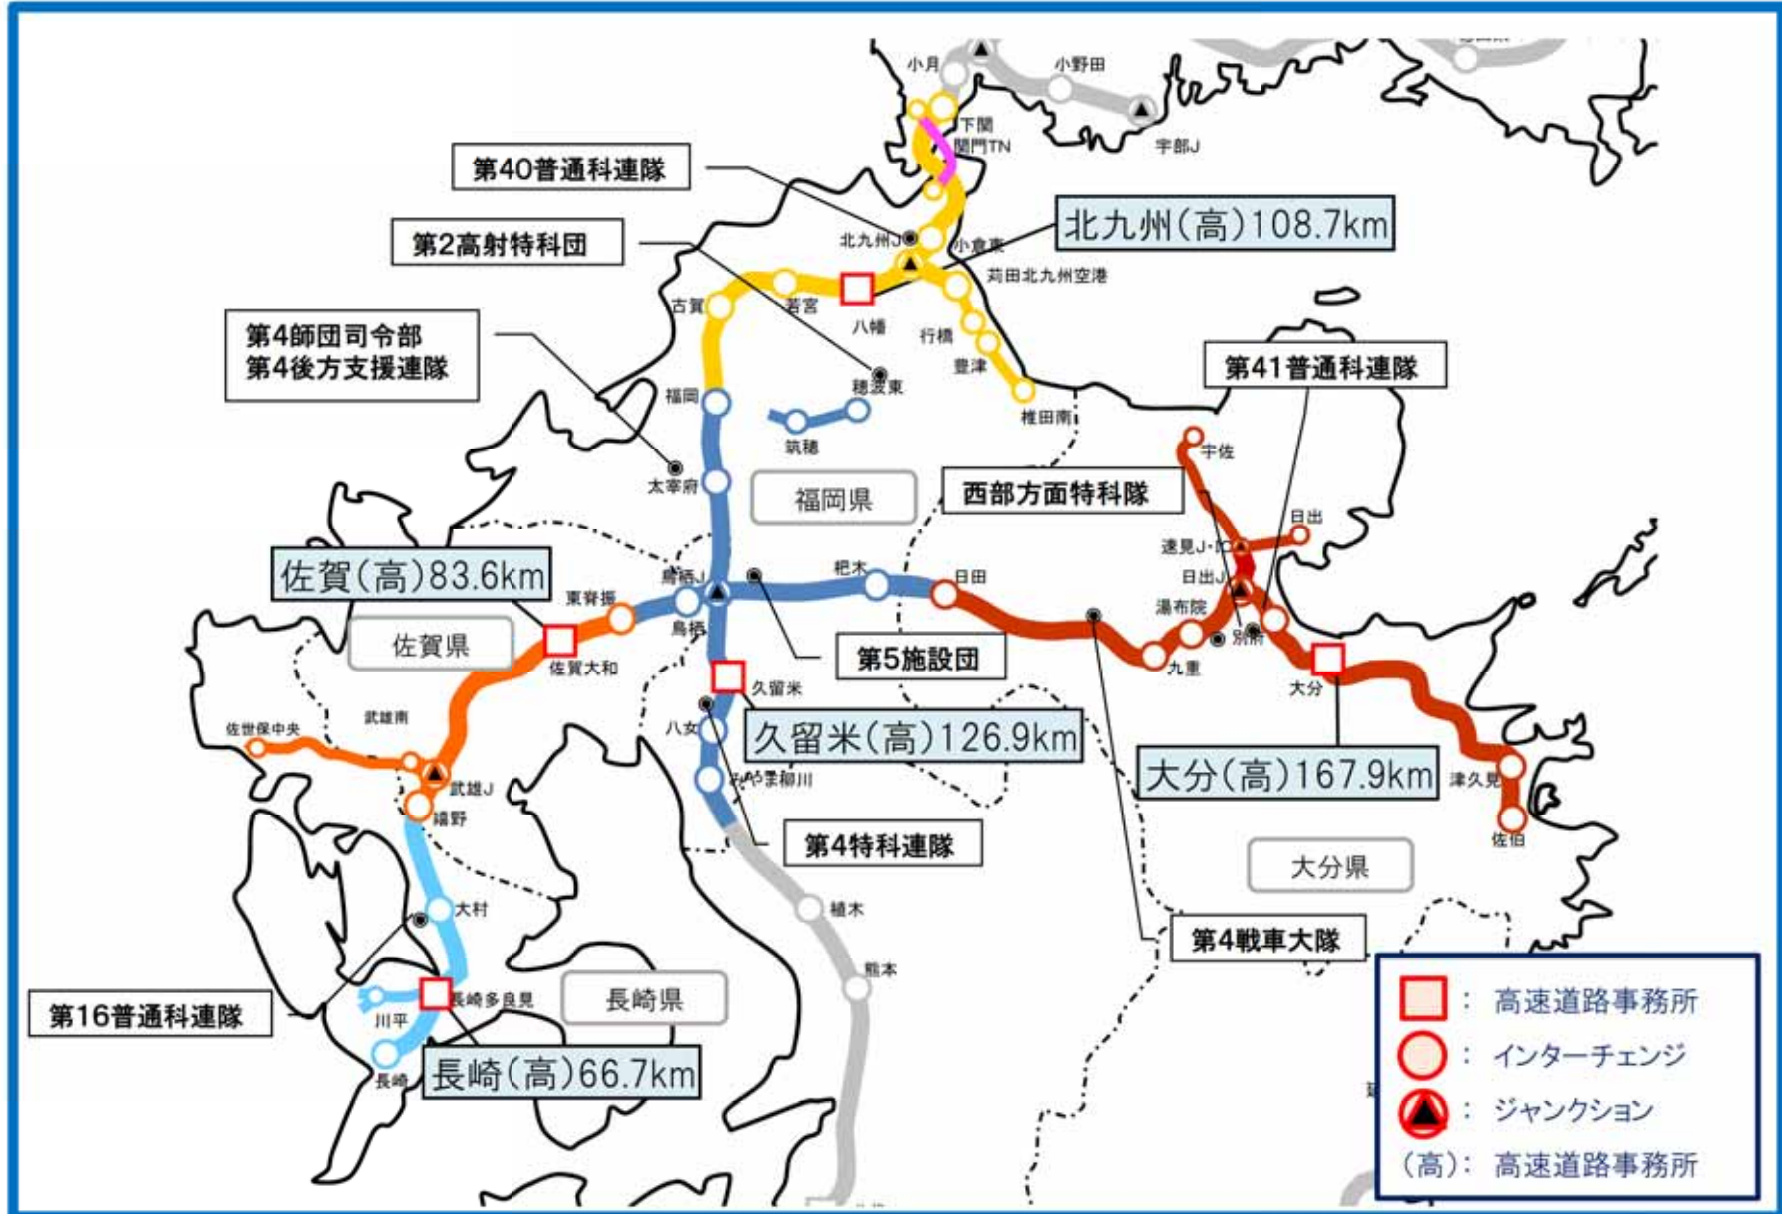 小月
小野田
下関
関門TN
宇部J
第40普通科連隊
北九州(高)108.7km
第2高射特科団
北九州J
小倉東
苅田北九州空港
古賀
若宮
八幡
行橋
豊津
第4師団司令部
第4後方支援連隊
第41普通科連隊
福岡
穂波東
椎田南
筑穂
宇佐
太宰府
福岡県
西部方面特科隊
日出
速見J・IC
佐賀(高)83.6km
鳥栖J
杷木
日田
日出J
東脊振
湯布院
鳥栖
別府
佐賀県
佐賀大和
第5施設団
九重
久留米
大分
武雄南
佐世保中央
八女
久留米(高)126.9km
大分(高)167.9km
津久見
みやま柳川
武雄J
嬉野
第4特科連隊
佐伯
大分県
大村
植木
第4戦車大隊
熊本
長崎県
長崎多良見
第16普通科連隊
川平
長崎
長崎(高)66.7km
: 高速道路事務所
: インターチェンジ
: ジャンクション
(高): 高速道路事務所